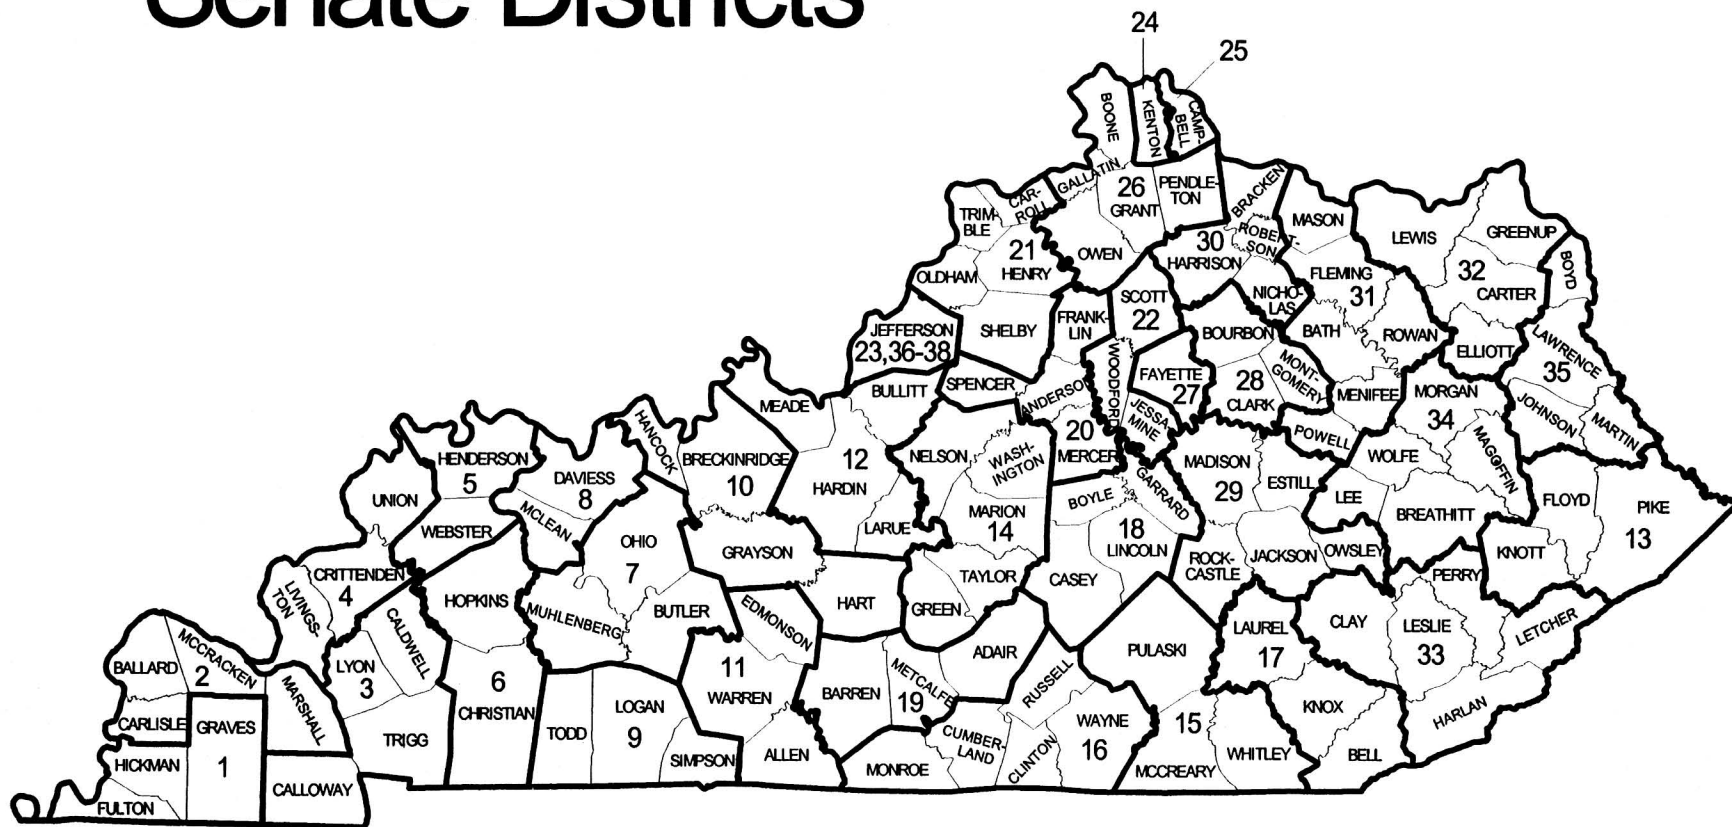 Senate Districts
24
25
BOONE
KENTON
CAMP-
BELL
GALLATIN
26
GRANT
PENDLE-
TON
BRACKEN
CAR-
ROLL
TRIM-
BLE
21
HENRY
OWEN
30
HARRISON
ROBERT-
SON
MASON
LEWIS
GREENUP
OLDHAM
SCOTT
22
NICHO-
LAS
FLEMING
31
32
CARTER
BOYD
JEFFERSON
23,36-38
SHELBY
FRANK-
LIN
BOURBON
BATH
ROWAN
ELLIOTT
LAWRENCE
35
WOODFORD
FAYETTE
27
28
CLARK
MONT-
GOMERY
MENIFEE
MORGAN
34
JOHNSON
MARTIN
BULLITT
SPENCER
ANDERSON
JESSA-
MINE
MEADE
20
MERCER
POWELL
WOLFE
MAGOFFIN
HANCOCK
BRECKINRIDGE
10
12
HARDIN
NELSON
WASH-
INGTON
MADISON
29
ESTILL
LEE
BREATHITT
FLOYD
PIKE
13
HENDERSON
5
DAVIESS
8
UNION
WEBSTER
MCLEAN
OHIO
7
GRAYSON
LARUE
MARION
14
BOYLE
GARRARD
18
LINCOLN
ROCK-
CASTLE
JACKSON
OWSLEY
KNOTT
PERRY
CRITTENDEN
4
LIVINGS-
TON
HOPKINS
MUHLENBERG
BUTLER
EDMONSON
HART
GREEN
TAYLOR
CASEY
CALDWELL
LAUREL
17
CLAY
LESLIE
33
LETCHER
BALLARD
MCCRACKEN
2
LYON
3
6
CHRISTIAN
11
WARREN
BARREN
METCALFE
19
ADAIR
RUSSELL
PULASKI
CARLISLE
GRAVES
1
MARSHALL
TRIGG
TODD
LOGAN
9
SIMPSON
ALLEN
MONROE
CUMBER-
LAND
CLINTON
WAYNE
16
15
MCCREARY
WHITLEY
KNOX
BELL
HARLAN
HICKMAN
FULTON
CALLOWAY